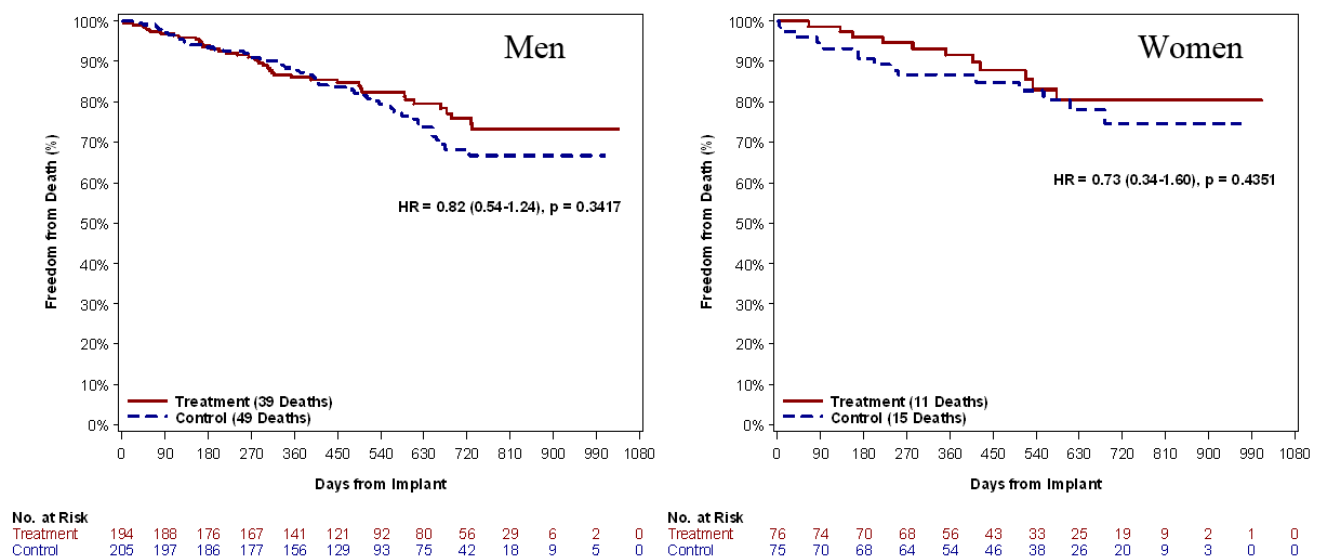 Men
100%
90%
80%
70%
60%
50%
40%
30%
20%
10%
0%
Freedom from Death (%)
HR = 0.82 (0.54-1.24), p = 0.3417
Treatment (39 Deaths)
Control (49 Deaths)
0 90 180 270 360 450 540 630 720 810 900 990 1080
Days from Implant
No. at Risk
Treatment 194 188 176 167 141 121 92 80 56 29 6 2 0
Control 205 197 186 177 156 129 93 75 42 18 9 5 0
Women
100%
90%
80%
70%
60%
50%
40%
30%
20%
10%
0%
Freedom from Death (%)
HR = 0.73 (0.34-1.60), p = 0.4351
Treatment (11 Deaths)
Control (15 Deaths)
0 90 180 270 360 450 540 630 720 810 900 990 1080
Days from Implant
No. at Risk
Treatment 76 74 70 68 56 43 33 25 19 9 2 1 0
Control 75 70 68 64 54 46 38 26 20 9 3 0 0